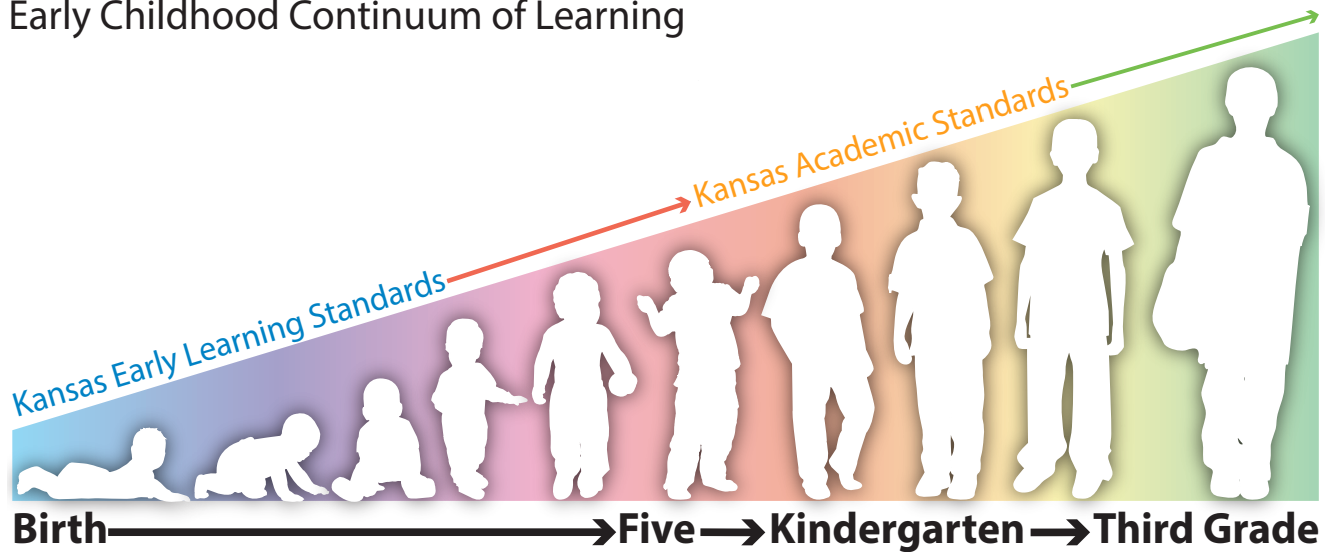 Early Childhood Continuum of Learning
Kansas Academic Standards
Kansas Early Learning Standards
Birth Five Kindergarten Third Grade